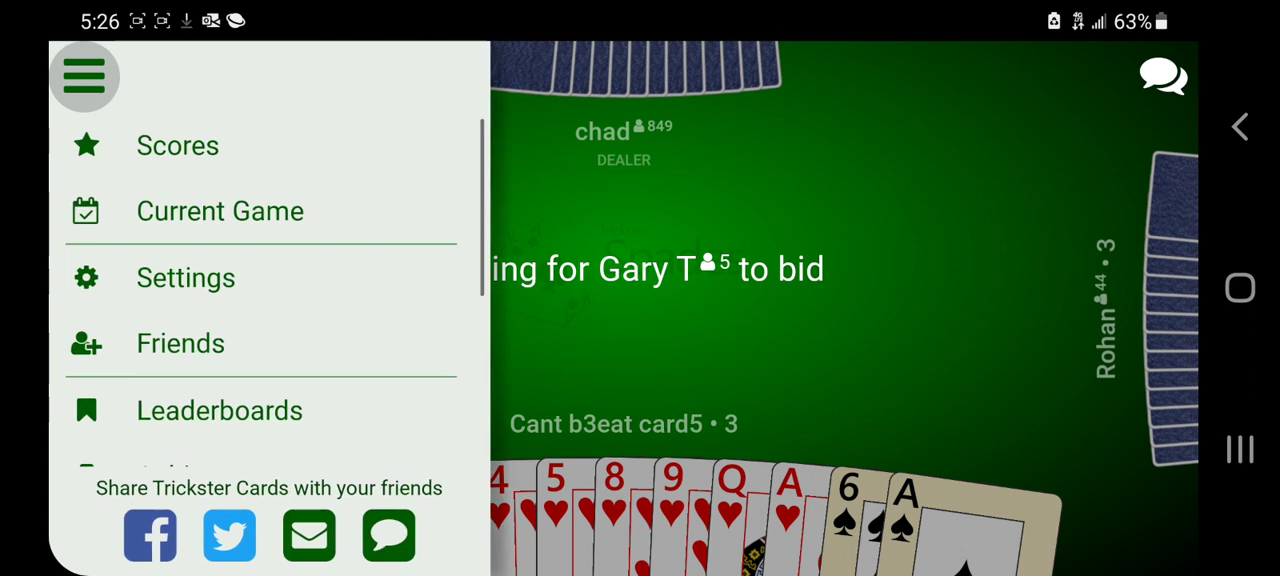 5:26
63%
Scores
Current Game
Settings
Friends
Leaderboards
Share Trickster Cards with your friends
chad 849
DEALER
ing for Gary T 5 to bid
Rohan 44 • 3
Cant b3eat card5 • 3
4 5 8 9 Q A 6 A